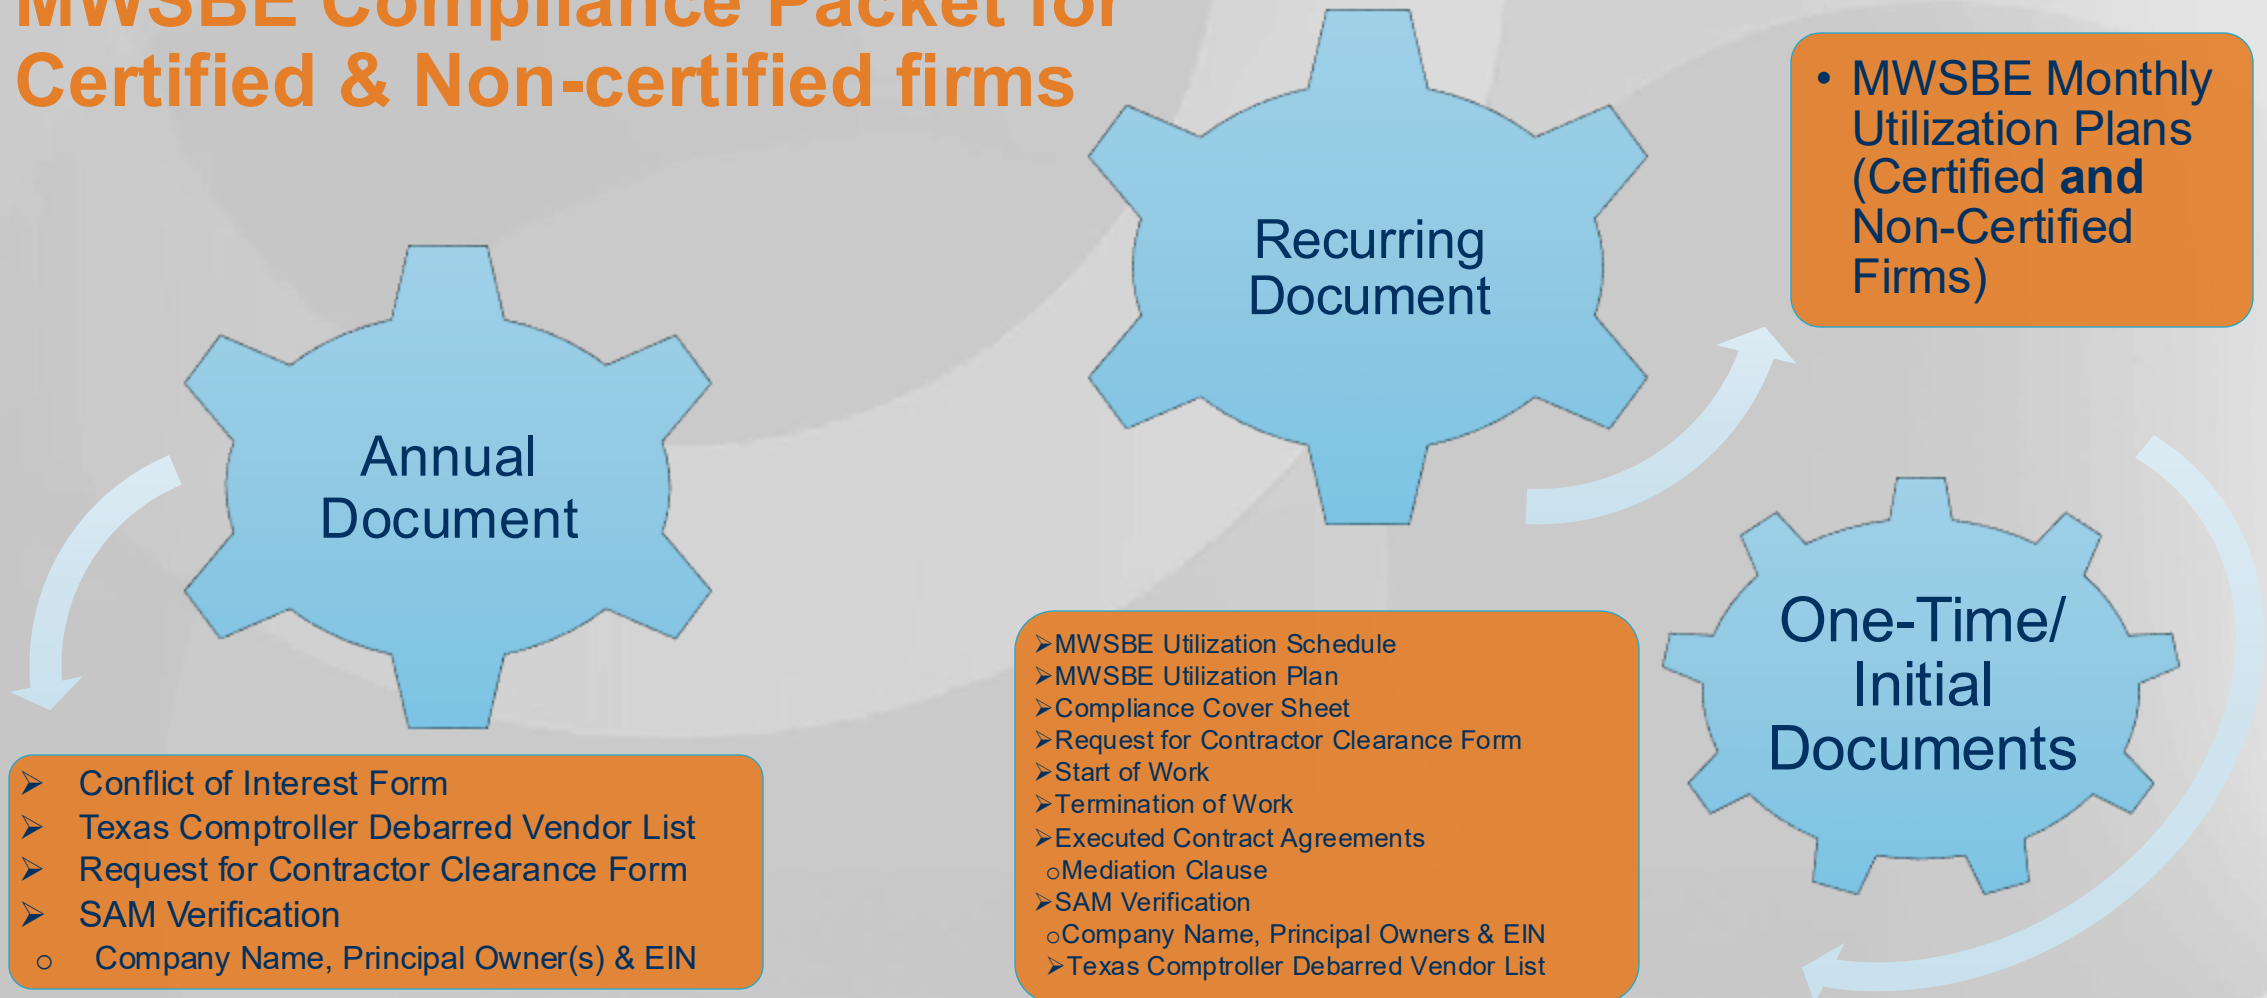 MWSBE Compliance Packet for
Certified & Non-certified firms
Annual
Document
➢ Conflict of Interest Form
➢ Texas Comptroller Debarred Vendor List
➢ Request for Contractor Clearance Form
➢ SAM Verification
o Company Name, Principal Owner(s) & EIN
Recurring
Document
• MWSBE Monthly
Utilization Plans
(Certified and
Non-Certified
Firms)
One-Time/
Initial
Documents
➢MWSBE Utilization Schedule
➢MWSBE Utilization Plan
➢Compliance Cover Sheet
➢Request for Contractor Clearance Form
➢Start of Work
➢Termination of Work
➢Executed Contract Agreements
oMediation Clause
➢SAM Verification
oCompany Name, Principal Owners & EIN
➢Texas Comptroller Debarred Vendor List